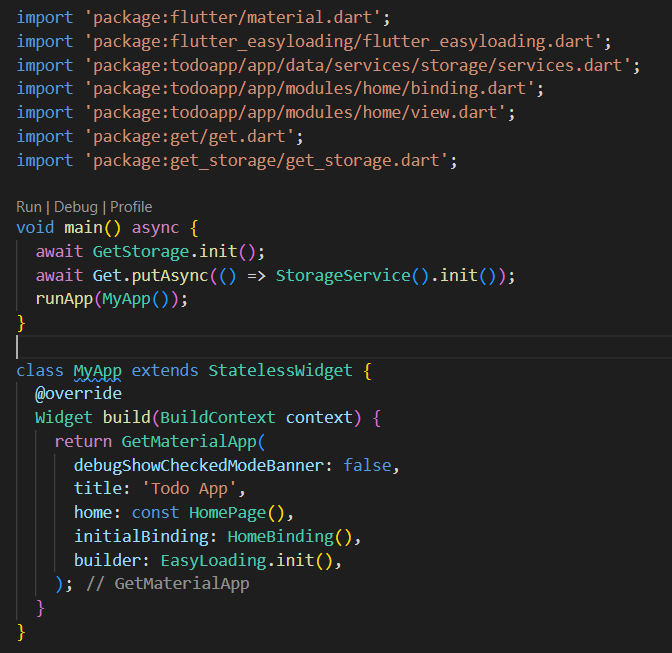 import 'package:flutter/material.dart';
import 'package:flutter_easyloading/flutter_easyloading.dart';
import 'package:todoapp/app/data/services/storage/services.dart';
import 'package:todoapp/app/modules/home/binding.dart';
import 'package:todoapp/app/modules/home/view.dart';
import 'package:get/get.dart';
import 'package:get_storage/get_storage.dart';

Run | Debug | Profile
void main() async {
  await GetStorage.init();
  await Get.putAsync(() => StorageService().init());
  runApp(MyApp());
}

class MyApp extends StatelessWidget {
  @override
  Widget build(BuildContext context) {
    return GetMaterialApp(
      debugShowCheckedModeBanner: false,
      title: 'Todo App',
      home: const HomePage(),
      initialBinding: HomeBinding(),
      builder: EasyLoading.init(),
    ); // GetMaterialApp
  }
}